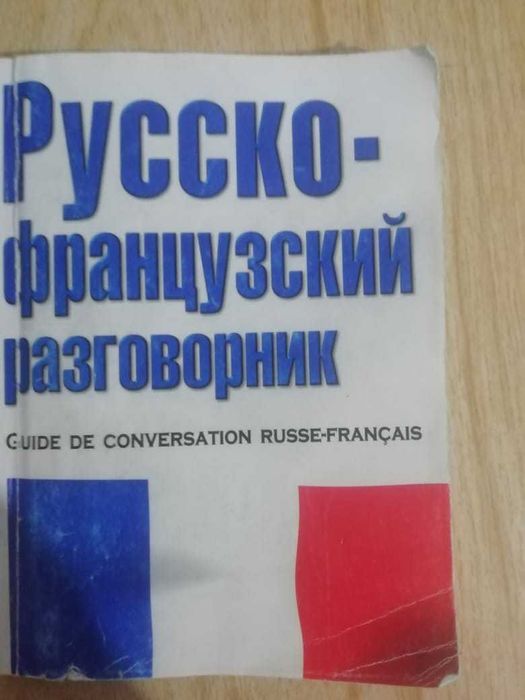 Русско-
французский
разговорник
GUIDE DE CONVERSATION RUSSE-FRANÇAIS